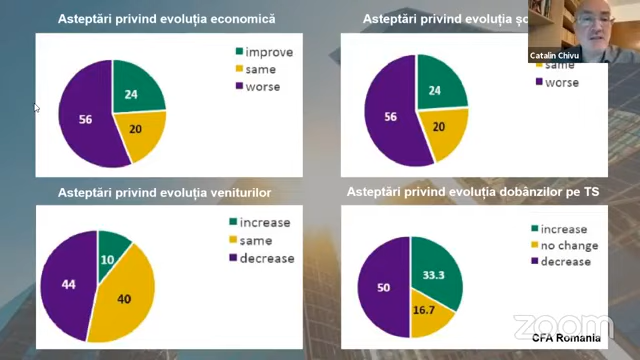 Asteptări privind evoluția economică
improve
same
worse
24
20
56
Asteptări privind evoluția
Catalin Chivu
same
worse
24
20
56
Asteptări privind evoluția veniturilor
increase
same
decrease
10
40
44
Asteptări privind evoluția dobânzilor pe TS
increase
no change
decrease
33.3
16.7
50
zoom
CFA Romania